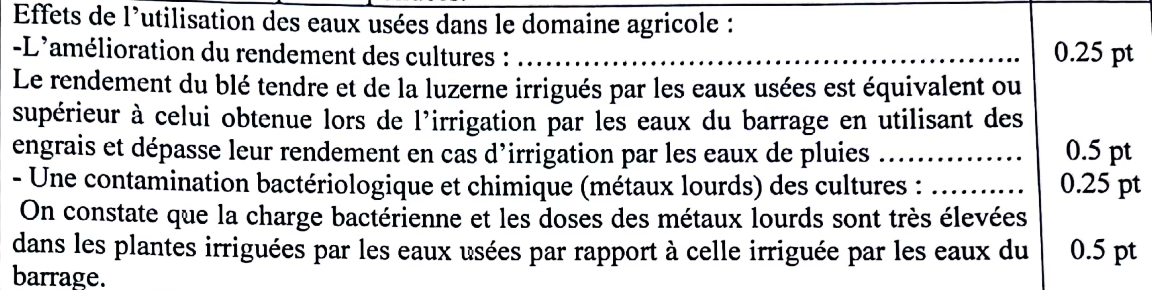 Effets de l'utilisation des eaux usées dans le domaine agricole :
-L'amélioration du rendement des cultures : ...................................................... 0.25 pt
Le rendement du blé tendre et de la luzerne irrigués par les eaux usées est équivalent ou
supérieur à celui obtenue lors de l'irrigation par les eaux du barrage en utilisant des
engrais et dépasse leur rendement en cas d'irrigation par les eaux de pluies ............... 0.5 pt
- Une contamination bactériologique et chimique (métaux lourds) des cultures : .......... 0.25 pt
On constate que la charge bactérienne et les doses des métaux lourds sont très élevées
dans les plantes irriguées par les eaux usées par rapport à celle irriguée par les eaux du 0.5 pt
barrage.